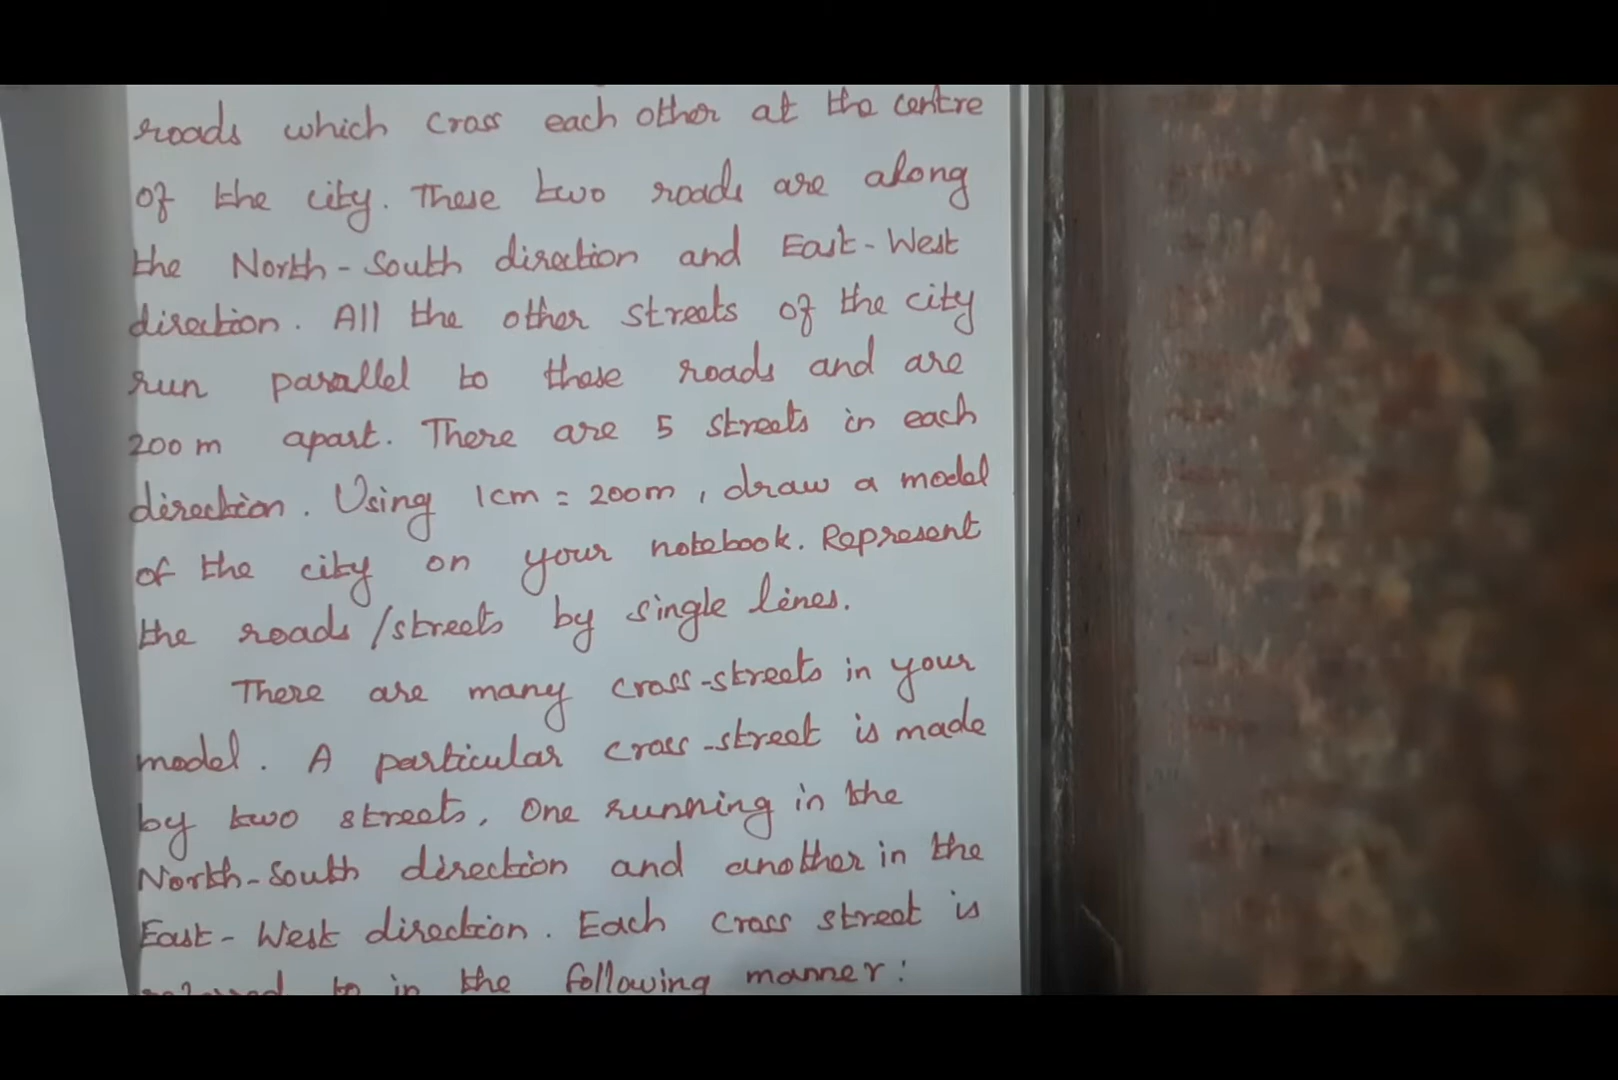 roads which cross each other at the centre
of the city. These two roads are along
the North-South direction and East-West
direction. All the other streets of the city
run parallel to these roads and are
200 m apart. There are 5 streets in each
direction. Using 1cm = 200m, draw a model
of the city on your notebook. Represent
the roads/streets by single lines.
There are many cross-streets in your
model. A particular cross-street is made
by two streets, One running in the
North-South direction and another in the
East-West direction. Each cross street is
to in the following manner: